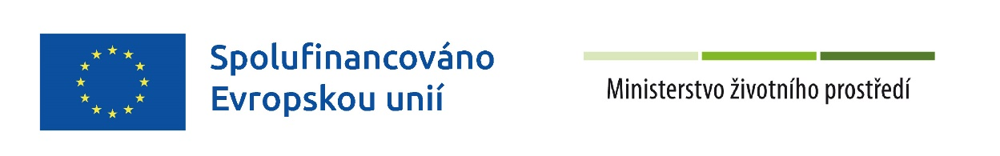 Spolufinancováno
Evropskou unií
Ministerstvo životního prostředí